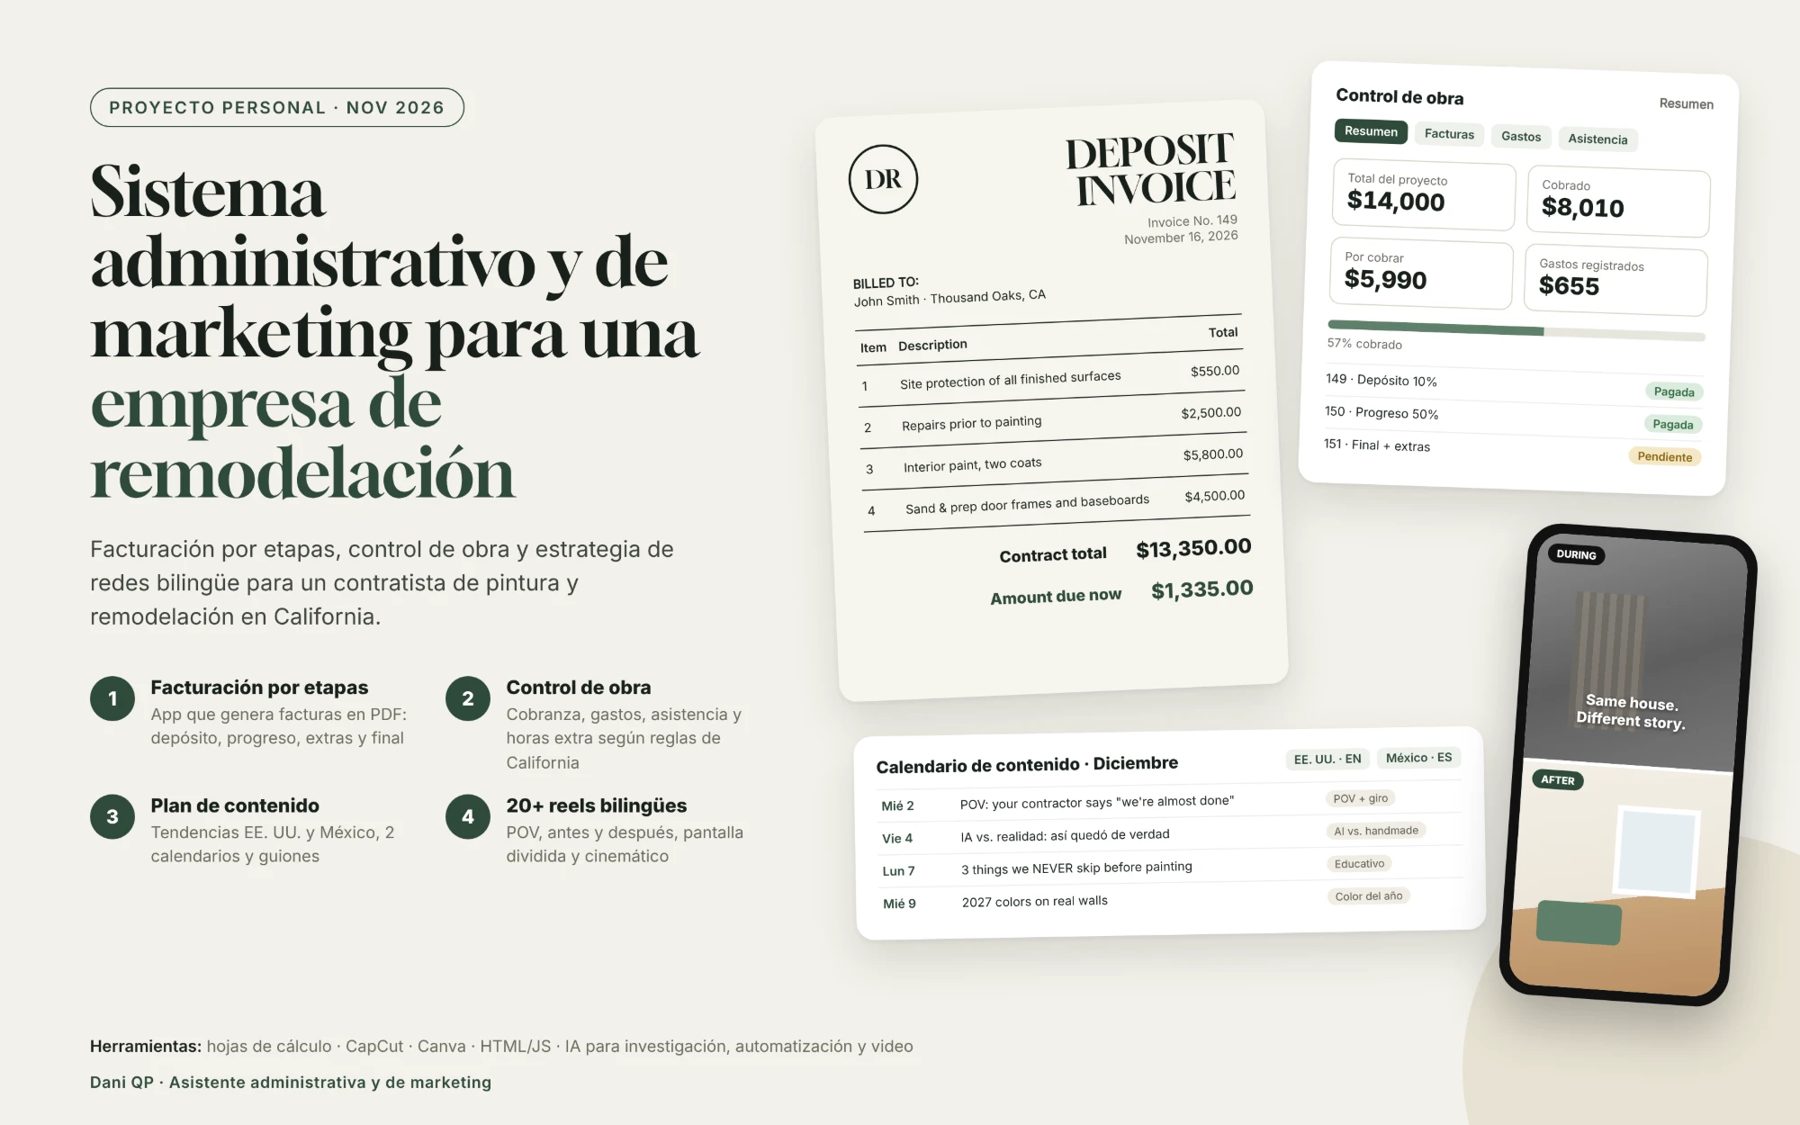 PROYECTO PERSONAL · NOV 2026
Sistema
administrativo y de
marketing para una
empresa de
remodelación
Facturación por etapas, control de obra y estrategia de
redes bilingüe para un contratista de pintura y
remodelación en California.
1
Facturación por etapas
App que genera facturas en PDF:
depósito, progreso, extras y final
2
Control de obra
Cobranza, gastos, asistencia y
horas extra según reglas de
California
3
Plan de contenido
Tendencias EE. UU. y México, 2
calendarios y guiones
4
20+ reels bilingües
POV, antes y después, pantalla
dividida y cinemático
Herramientas: hojas de cálculo · CapCut · Canva · HTML/JS · IA para investigación, automatización y video
Dani QP · Asistente administrativa y de marketing
DR
DEPOSIT
INVOICE
Invoice No. 149
November 16, 2026
BILLED TO:
John Smith · Thousand Oaks, CA
Item Description Total
1 Site protection of all finished surfaces $550.00
2 Repairs prior to painting $2,500.00
3 Interior paint, two coats $5,800.00
4 Sand & prep door frames and baseboards $4,500.00
Contract total $13,350.00
Amount due now $1,335.00
Control de obra Resumen
Resumen Facturas Gastos Asistencia
Total del proyecto
$14,000
Cobrado
$8,010
Por cobrar
$5,990
Gastos registrados
$655
57% cobrado
149 · Depósito 10% Pagada
150 · Progreso 50% Pagada
151 · Final + extras Pendiente
Calendario de contenido · Diciembre EE. UU. · EN México · ES
Mié 2 POV: your contractor says "we're almost done" POV + giro
Vie 4 IA vs. realidad: así quedó de verdad AI vs. handmade
Lun 7 3 things we NEVER skip before painting Educativo
Mié 9 2027 colors on real walls Color del año
DURING
Same house.
Different story.
AFTER